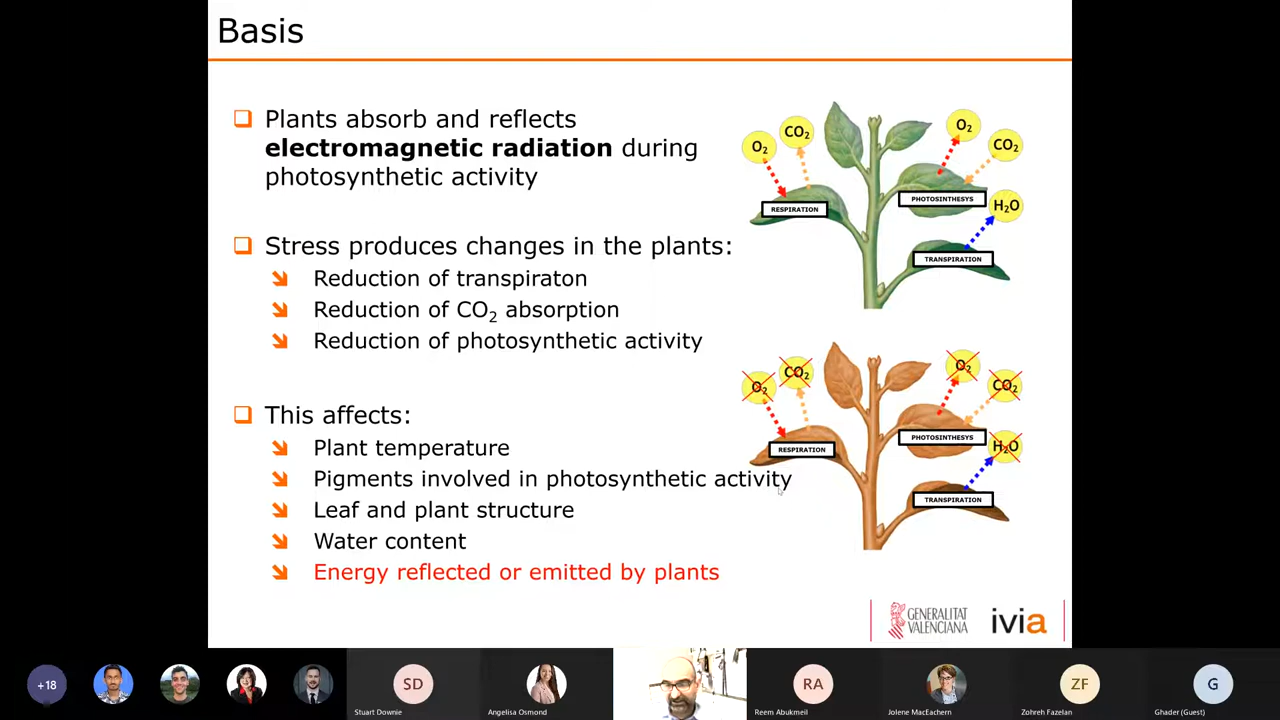 Basis
Plants absorb and reflects
electromagnetic radiation during
photosynthetic activity
Stress produces changes in the plants:
Reduction of transpiraton
Reduction of CO₂ absorption
Reduction of photosynthetic activity
This affects:
Plant temperature
Pigments involved in photosynthetic activity
Leaf and plant structure
Water content
Energy reflected or emitted by plants
O₂
CO₂
O₂
CO₂
H₂O
RESPIRATION
PHOTOSINTHESYS
TRANSPIRATION
O₂
CO₂
O₂
CO₂
H₂O
RESPIRATION
PHOTOSINTHESYS
TRANSPIRATION
GENERALITAT
VALENCIANA
ivia
+18
SD
RA
ZF
G
Stuart Downie
Angelisa Osmond
Reem Abukmeil
Jolene MacEachern
Zohreh Fazelan
Ghader (Guest)